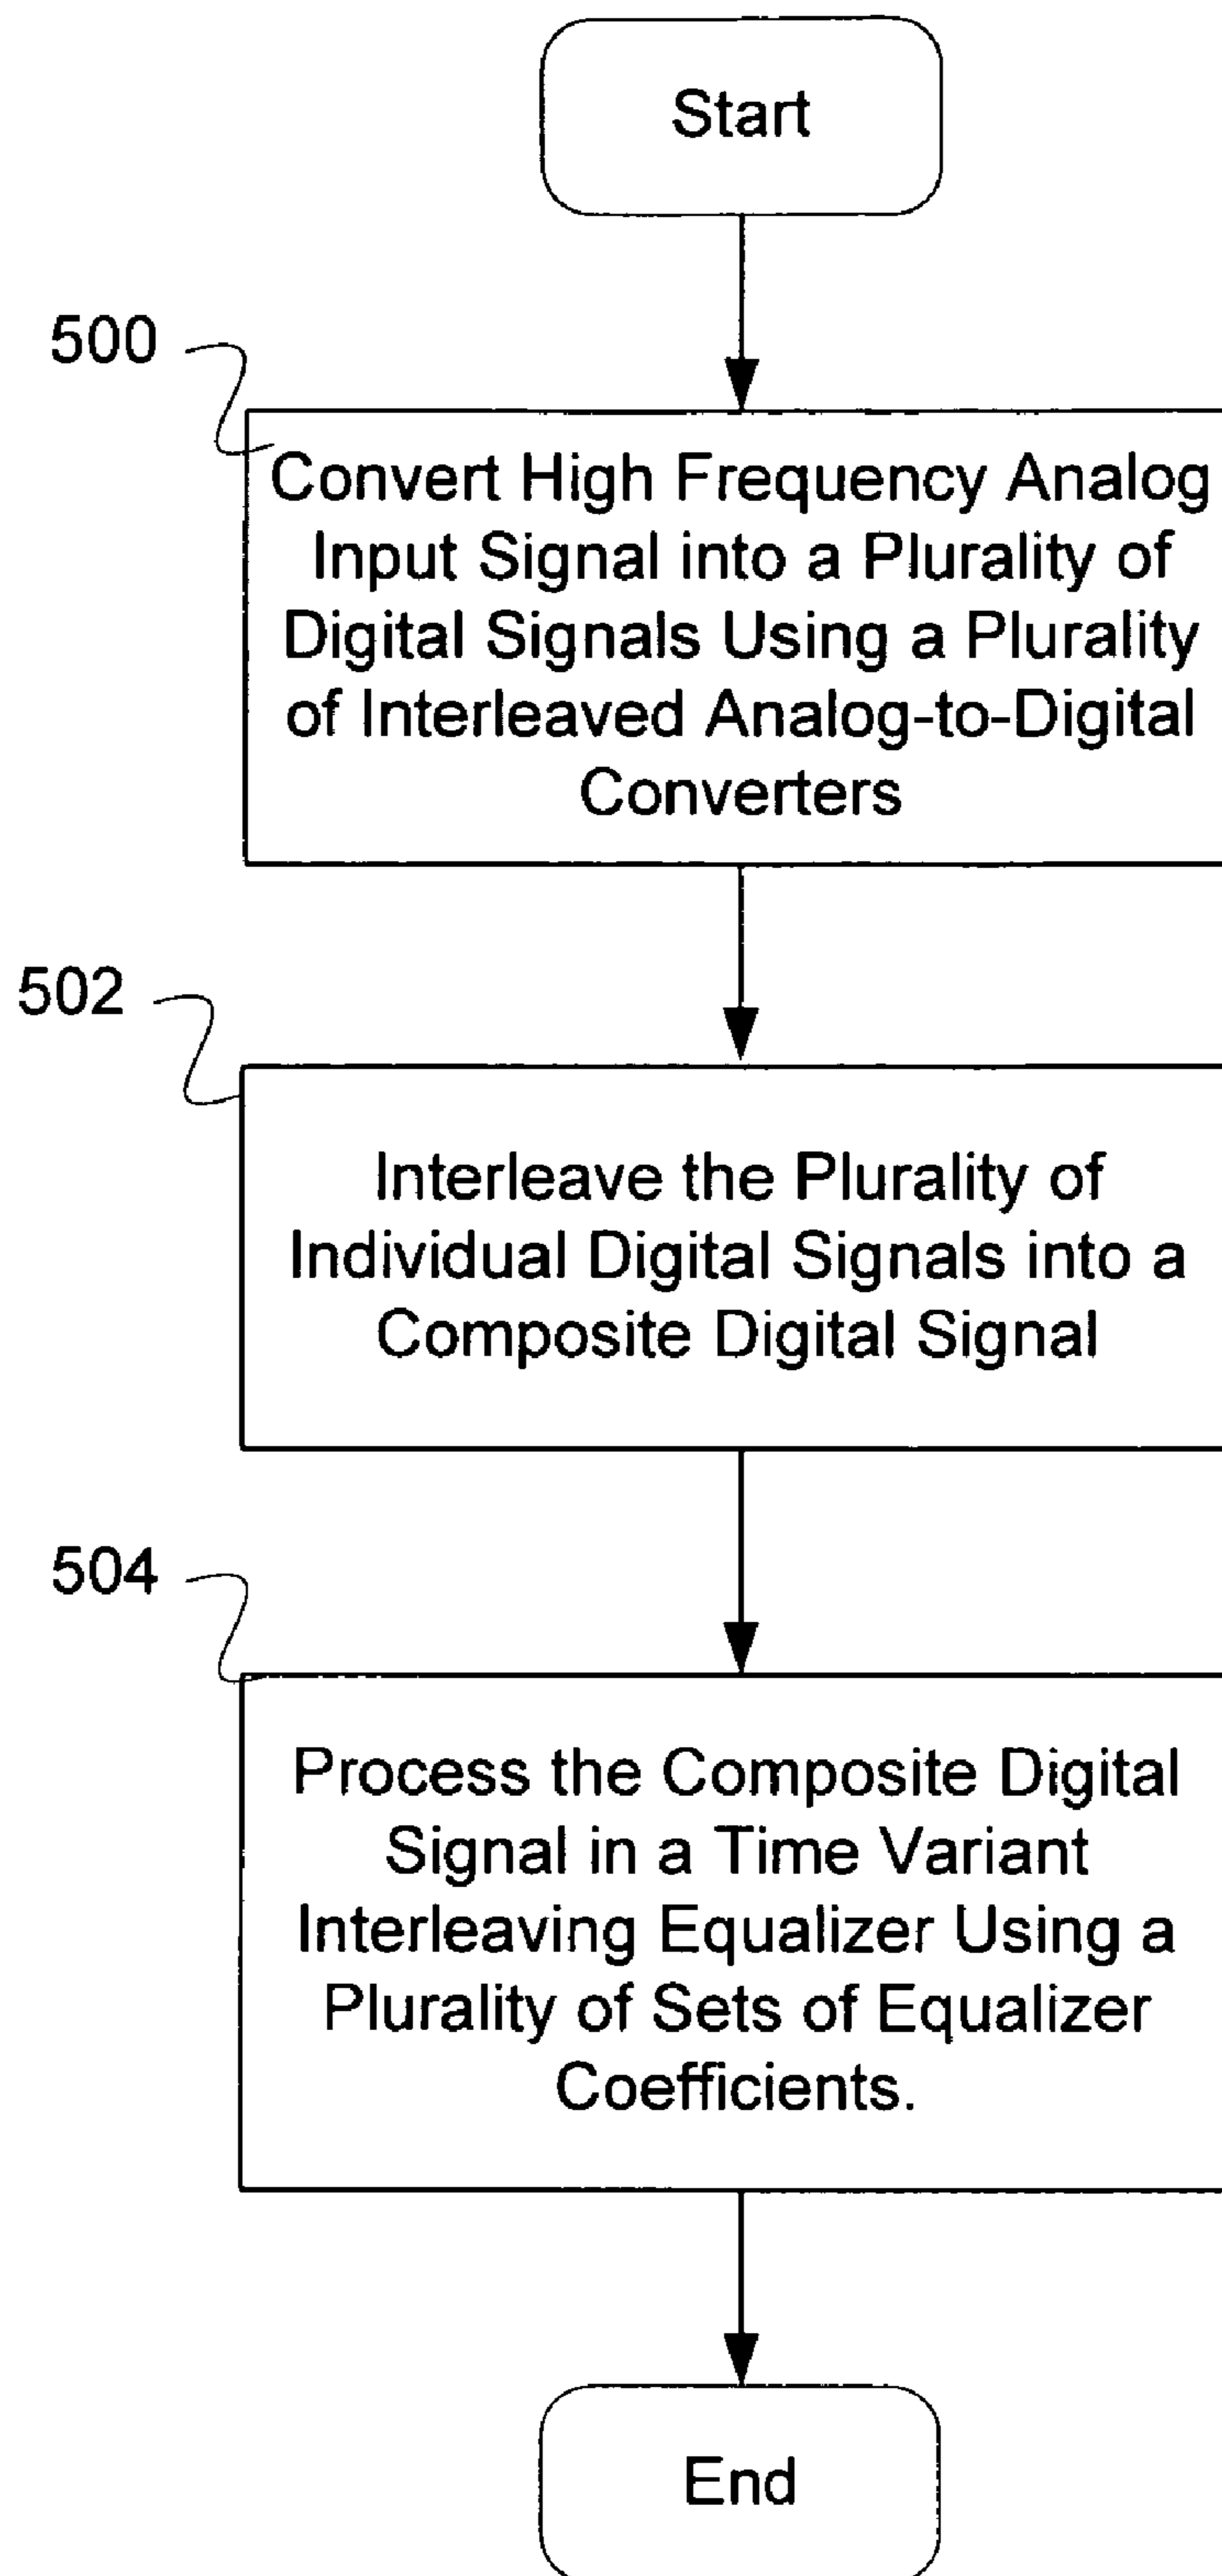 Start
500
Convert High Frequency Analog
Input Signal into a Plurality of
Digital Signals Using a Plurality
of Interleaved Analog-to-Digital
Converters
502
Interleave the Plurality of
Individual Digital Signals into a
Composite Digital Signal
504
Process the Composite Digital
Signal in a Time Variant
Interleaving Equalizer Using a
Plurality of Sets of Equalizer
Coefficients.
End